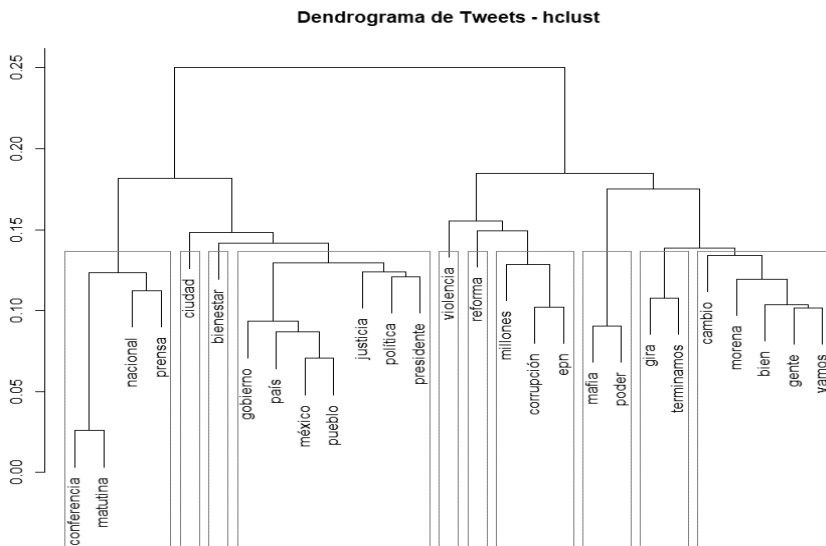 Dendrograma de Tweets - hclust
0.25
0.20
0.15
0.10
0.05
0.00
conferencia
matutina
nacional
prensa
ciudad
bienestar
gobierno
país
méxico
pueblo
justicia
política
presidente
violencia
reforma
millones
corrupción
epn
mafia
poder
gira
terminamos
cambio
morena
bien
gente
vamos